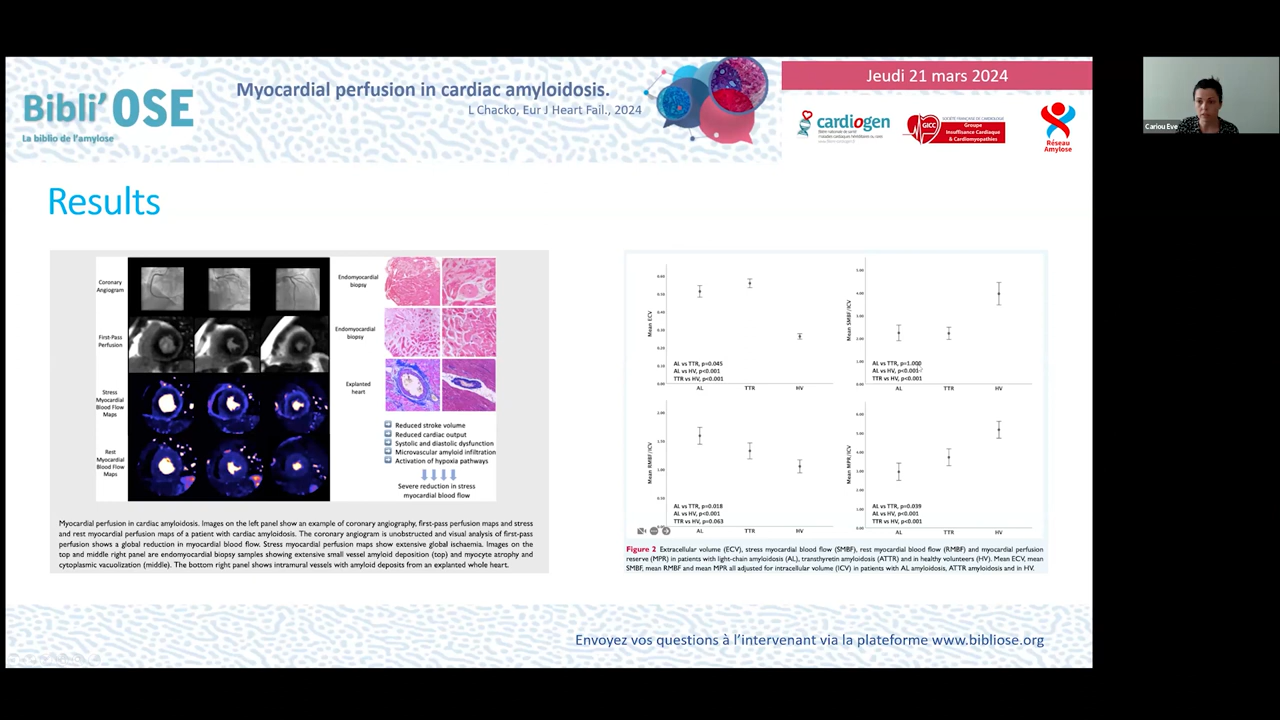 Bibli' OSE
La biblio de l'amylose
Myocardial perfusion in cardiac amyloidosis.
L Chacko, Eur J Heart Fail., 2024
Jeudi 21 mars 2024
cardiogen
GICC
Groupe
Insuffisance Cardiaque
& Cardiomyopathies
Réseau
Amylose
Cariou Eve
Results
Coronary
Angiogram
First-Pass
Perfusion
Stress
Myocardial
Blood Flow
Maps
Rest
Myocardial
Blood Flow
Maps
Endomyocardial
biopsy
Endomyocardial
biopsy
Explanted
heart
Reduced stroke volume
Reduced cardiac output
Systolic and diastolic dysfunction
Microvascular amyloid infiltration
Activation of hypoxia pathways
Severe reduction in stress
myocardial blood flow
Myocardial perfusion in cardiac amyloidosis. Images on the left panel show an example of coronary angiography, first-pass perfusion maps and stress
and rest myocardial perfusion maps of a patient with cardiac amyloidosis. The coronary angiogram is unobstructed and visual analysis of first-pass
perfusion shows a global reduction in myocardial blood flow. Stress myocardial perfusion maps show extensive global ischaemia. Images on the
top and middle right panel are endomyocardial biopsy samples showing extensive small vessel amyloid deposition (top) and myocyte atrophy and
cytoplasmic vacuolization (middle). The bottom right panel shows intramural vessels with amyloid deposits from an explanted whole heart.
Mean ECV
AL vs TTR, p=0.045
AL vs HV, p<0.001
TTR vs HV, p<0.001
AL TTR HV
Mean SMBF/ICV
AL vs TTR, p=1.000
AL vs HV, p<0.001
TTR vs HV, p<0.001
AL TTR HV
Mean RMBF/ICV
AL vs TTR, p=0.018
AL vs HV, p<0.001
TTR vs HV, p=0.063
AL TTR HV
Mean MPR/ICV
AL vs TTR, p=0.039
AL vs HV, p<0.001
TTR vs HV, p<0.001
AL TTR HV
Figure 2 Extracellular volume (ECV), stress myocardial blood flow (SMBF), rest myocardial blood flow (RMBF) and myocardial perfusion
reserve (MPR) in patients with light-chain amyloidosis (AL), transthyretin amyloidosis (ATTR) and in healthy volunteers (HV). Mean ECV, mean
SMBF, mean RMBF and mean MPR all adjusted for intracellular volume (ICV) in patients with AL amyloidosis, ATTR amyloidosis and in HV.
Envoyez vos questions à l'intervenant via la plateforme www.bibliose.org